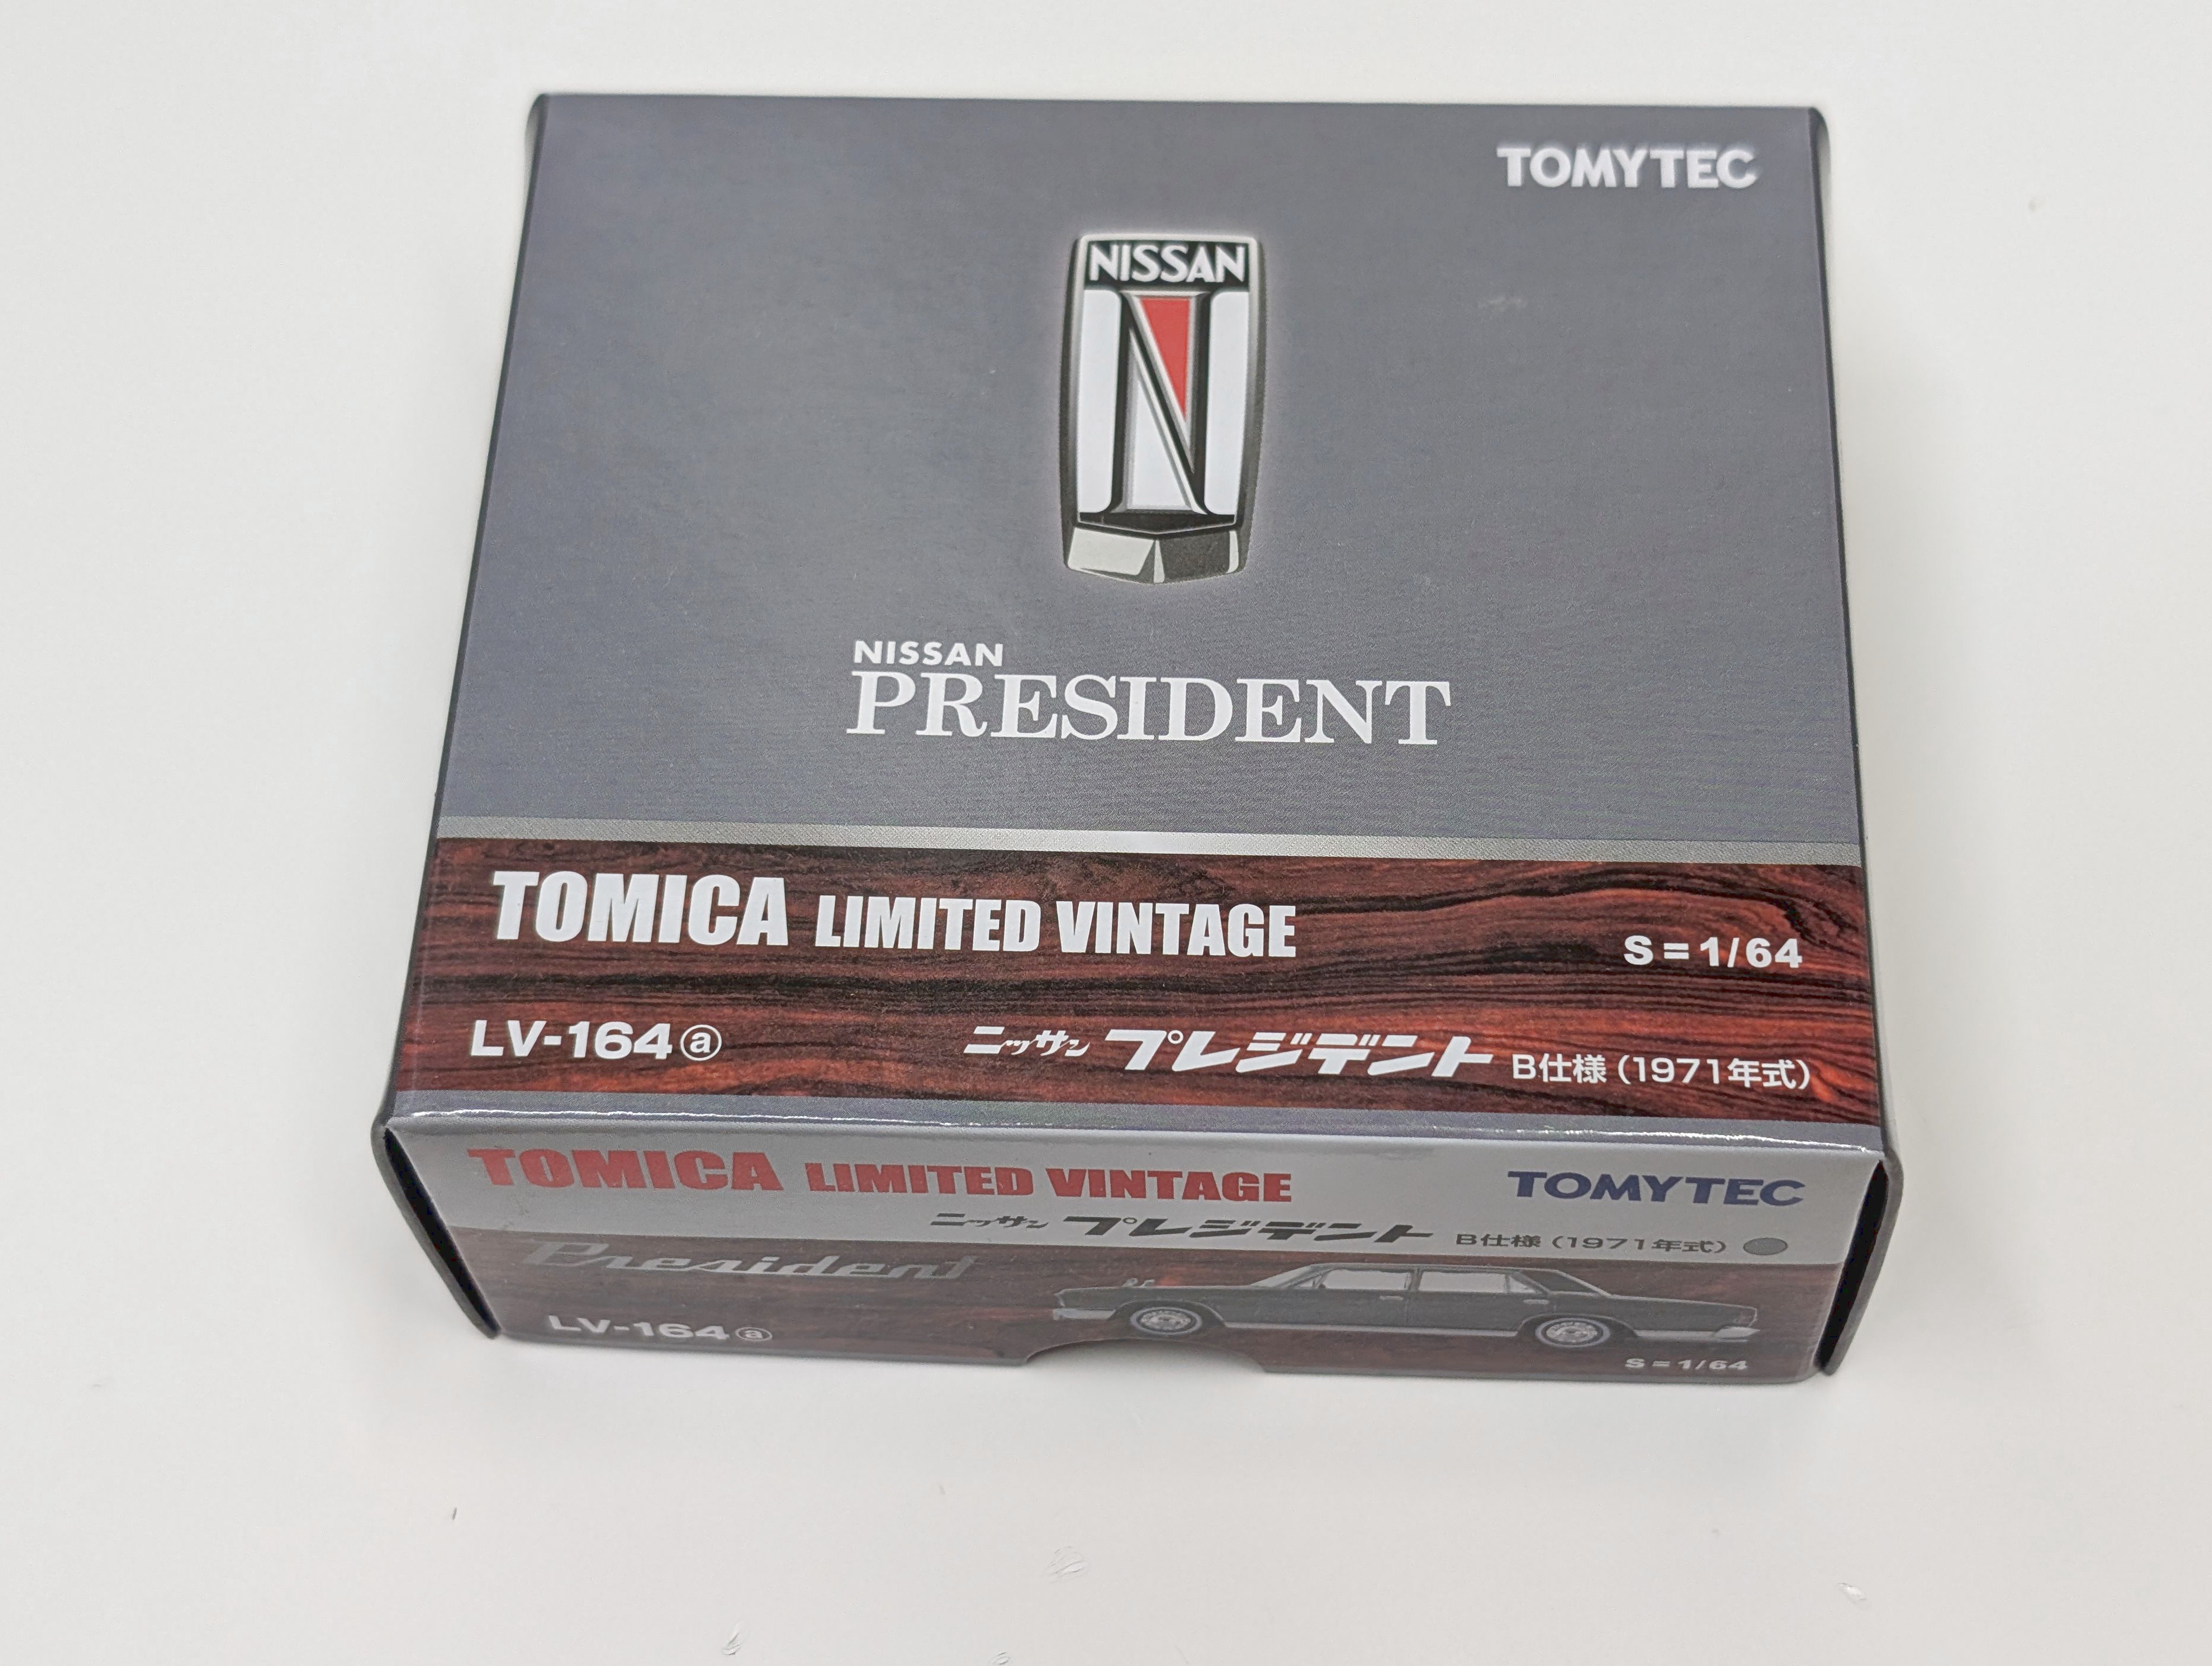 TOMYTEC
NISSAN
N
NISSAN
PRESIDENT
TOMICA LIMITED VINTAGE
S=1/64
LV-164ⓐ ニッサン プレジデント B仕様(1971年式)
TOMICA LIMITED VINTAGE TOMYTEC
ニッサン プレジデント B仕様(1971年式)
President
LV-164ⓐ
S=1/64